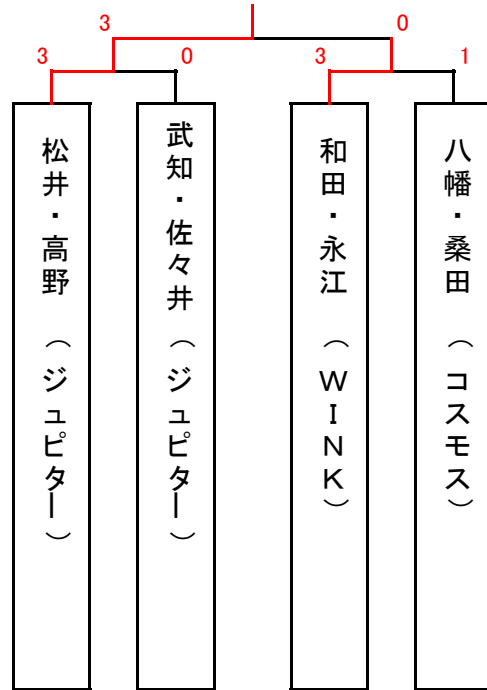 3 0
3 0 3 1
松井・高野 (ジュピター)
武知・佐々井 (ジュピター)
和田・永江 (WINK)
八幡・桑田 (コスモス)